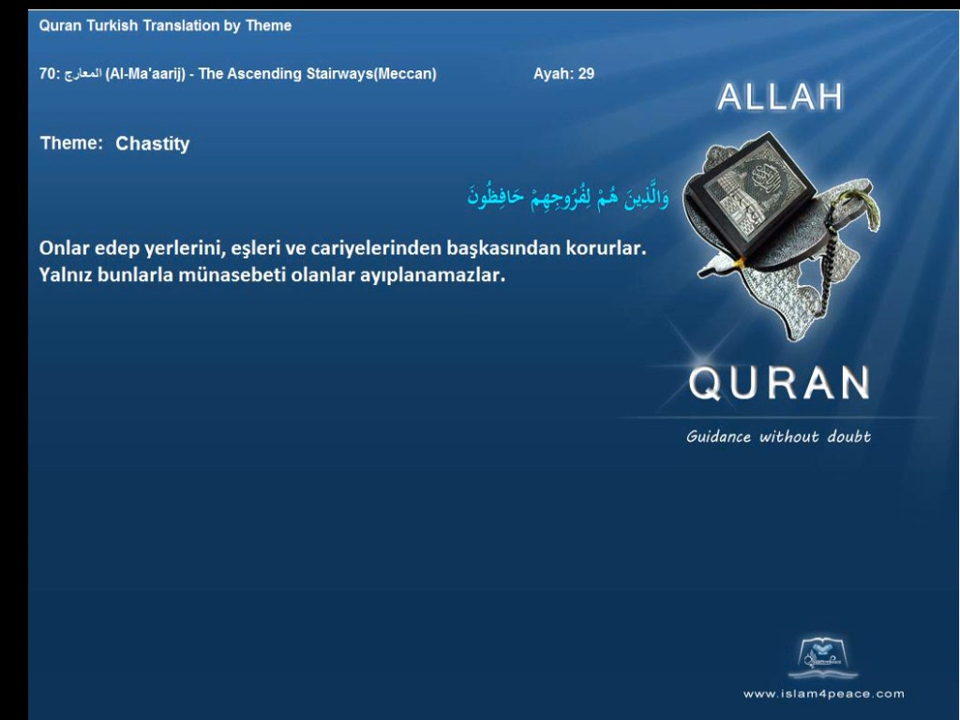 Quran Turkish Translation by Theme
70: المعارج (Al-Ma'aarij) - The Ascending Stairways(Meccan) Ayah: 29
ALLAH
Theme: Chastity
وَالَّذِينَ هُمْ لِفُرُوجِهِمْ حَافِظُونَ
Onlar edep yerlerini, eşleri ve cariyelerinden başkasından korurlar.
Yalnız bunlarla münasebeti olanlar ayıplanamazlar.
QURAN
Guidance without doubt
www.islam4peace.com